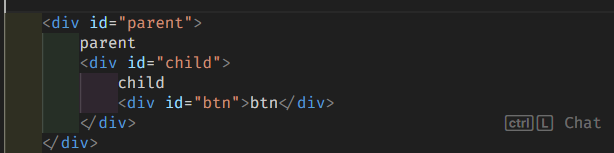 <div id="parent">
parent
<div id="child">
child
<div id="btn">btn</div>
</div>
ctrl L Chat
</div>